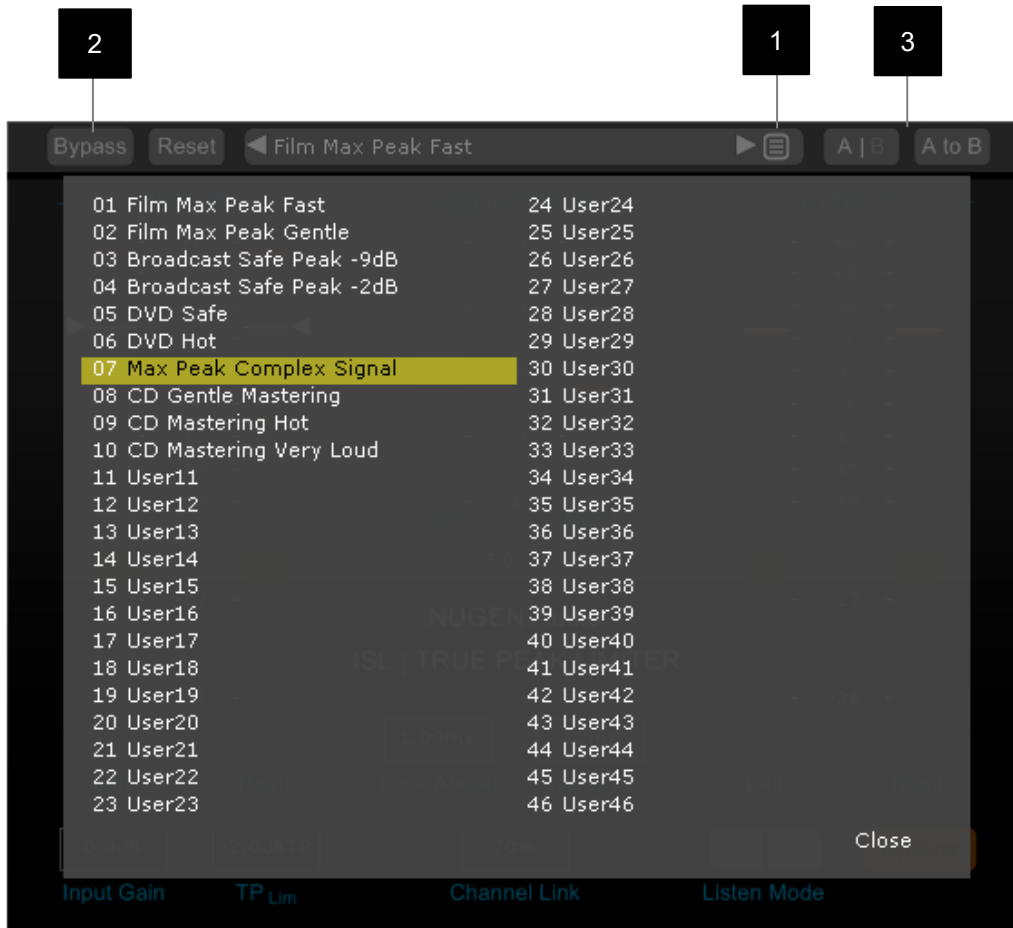 2 1 3
Bypass Reset Film Max Peak Fast A | B A to B
01 Film Max Peak Fast
02 Film Max Peak Gentle
03 Broadcast Safe Peak -9dB
04 Broadcast Safe Peak -2dB
05 DVD Safe
06 DVD Hot
07 Max Peak Complex Signal
08 CD Gentle Mastering
09 CD Mastering Hot
10 CD Mastering Very Loud
11 User11
12 User12
13 User13
14 User14
15 User15
16 User16
17 User17
18 User18
19 User19
20 User20
21 User21
22 User22
23 User23
24 User24
25 User25
26 User26
27 User27
28 User28
29 User29
30 User30
31 User31
32 User32
33 User33
34 User34
35 User35
36 User36
37 User37
38 User38
39 User39
40 User40
41 User41
42 User42
43 User43
44 User44
45 User45
46 User46
NUGEN
ISL | TRUE PEAK LIMITER
Close
Input Gain TP Lim Channel Link Listen Mode